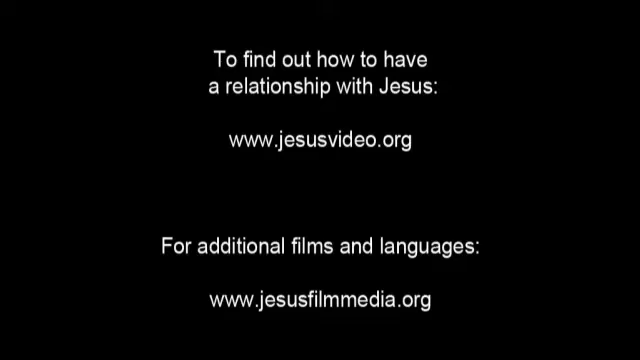 To find out how to have
a relationship with Jesus:
www.jesusvideo.org
For additional films and languages:
www.jesusfilmmedia.org